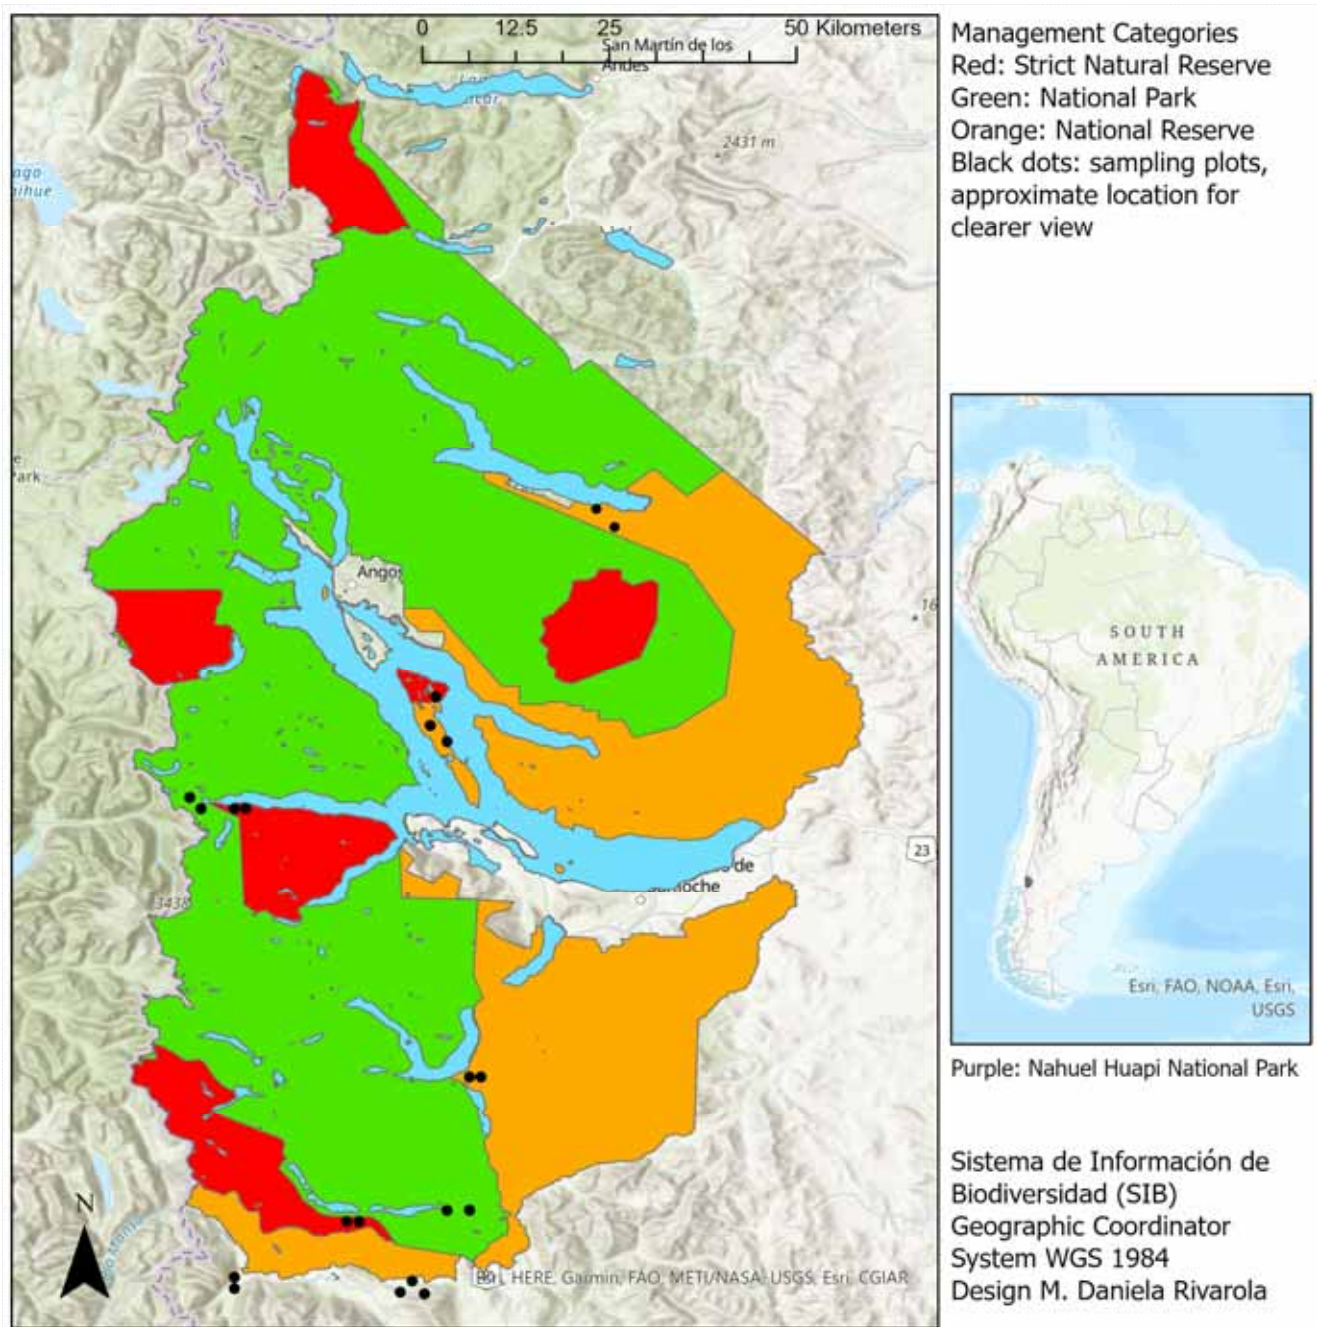 0 12.5 25 50 Kilometers
San Martín de los
Andes
2431 m
Park
Angos
16
23
3438
de
N
Esri, HERE, Garmin, FAO, METI/NASA, USGS, Esri, CGIAR
Management Categories
Red: Strict Natural Reserve
Green: National Park
Orange: National Reserve
Black dots: sampling plots,
approximate location for
clearer view
SOUTH
AMERICA
Esri, FAO, NOAA, Esri,
USGS
Purple: Nahuel Huapi National Park
Sistema de Información de
Biodiversidad (SIB)
Geographic Coordinator
System WGS 1984
Design M. Daniela Rivarola